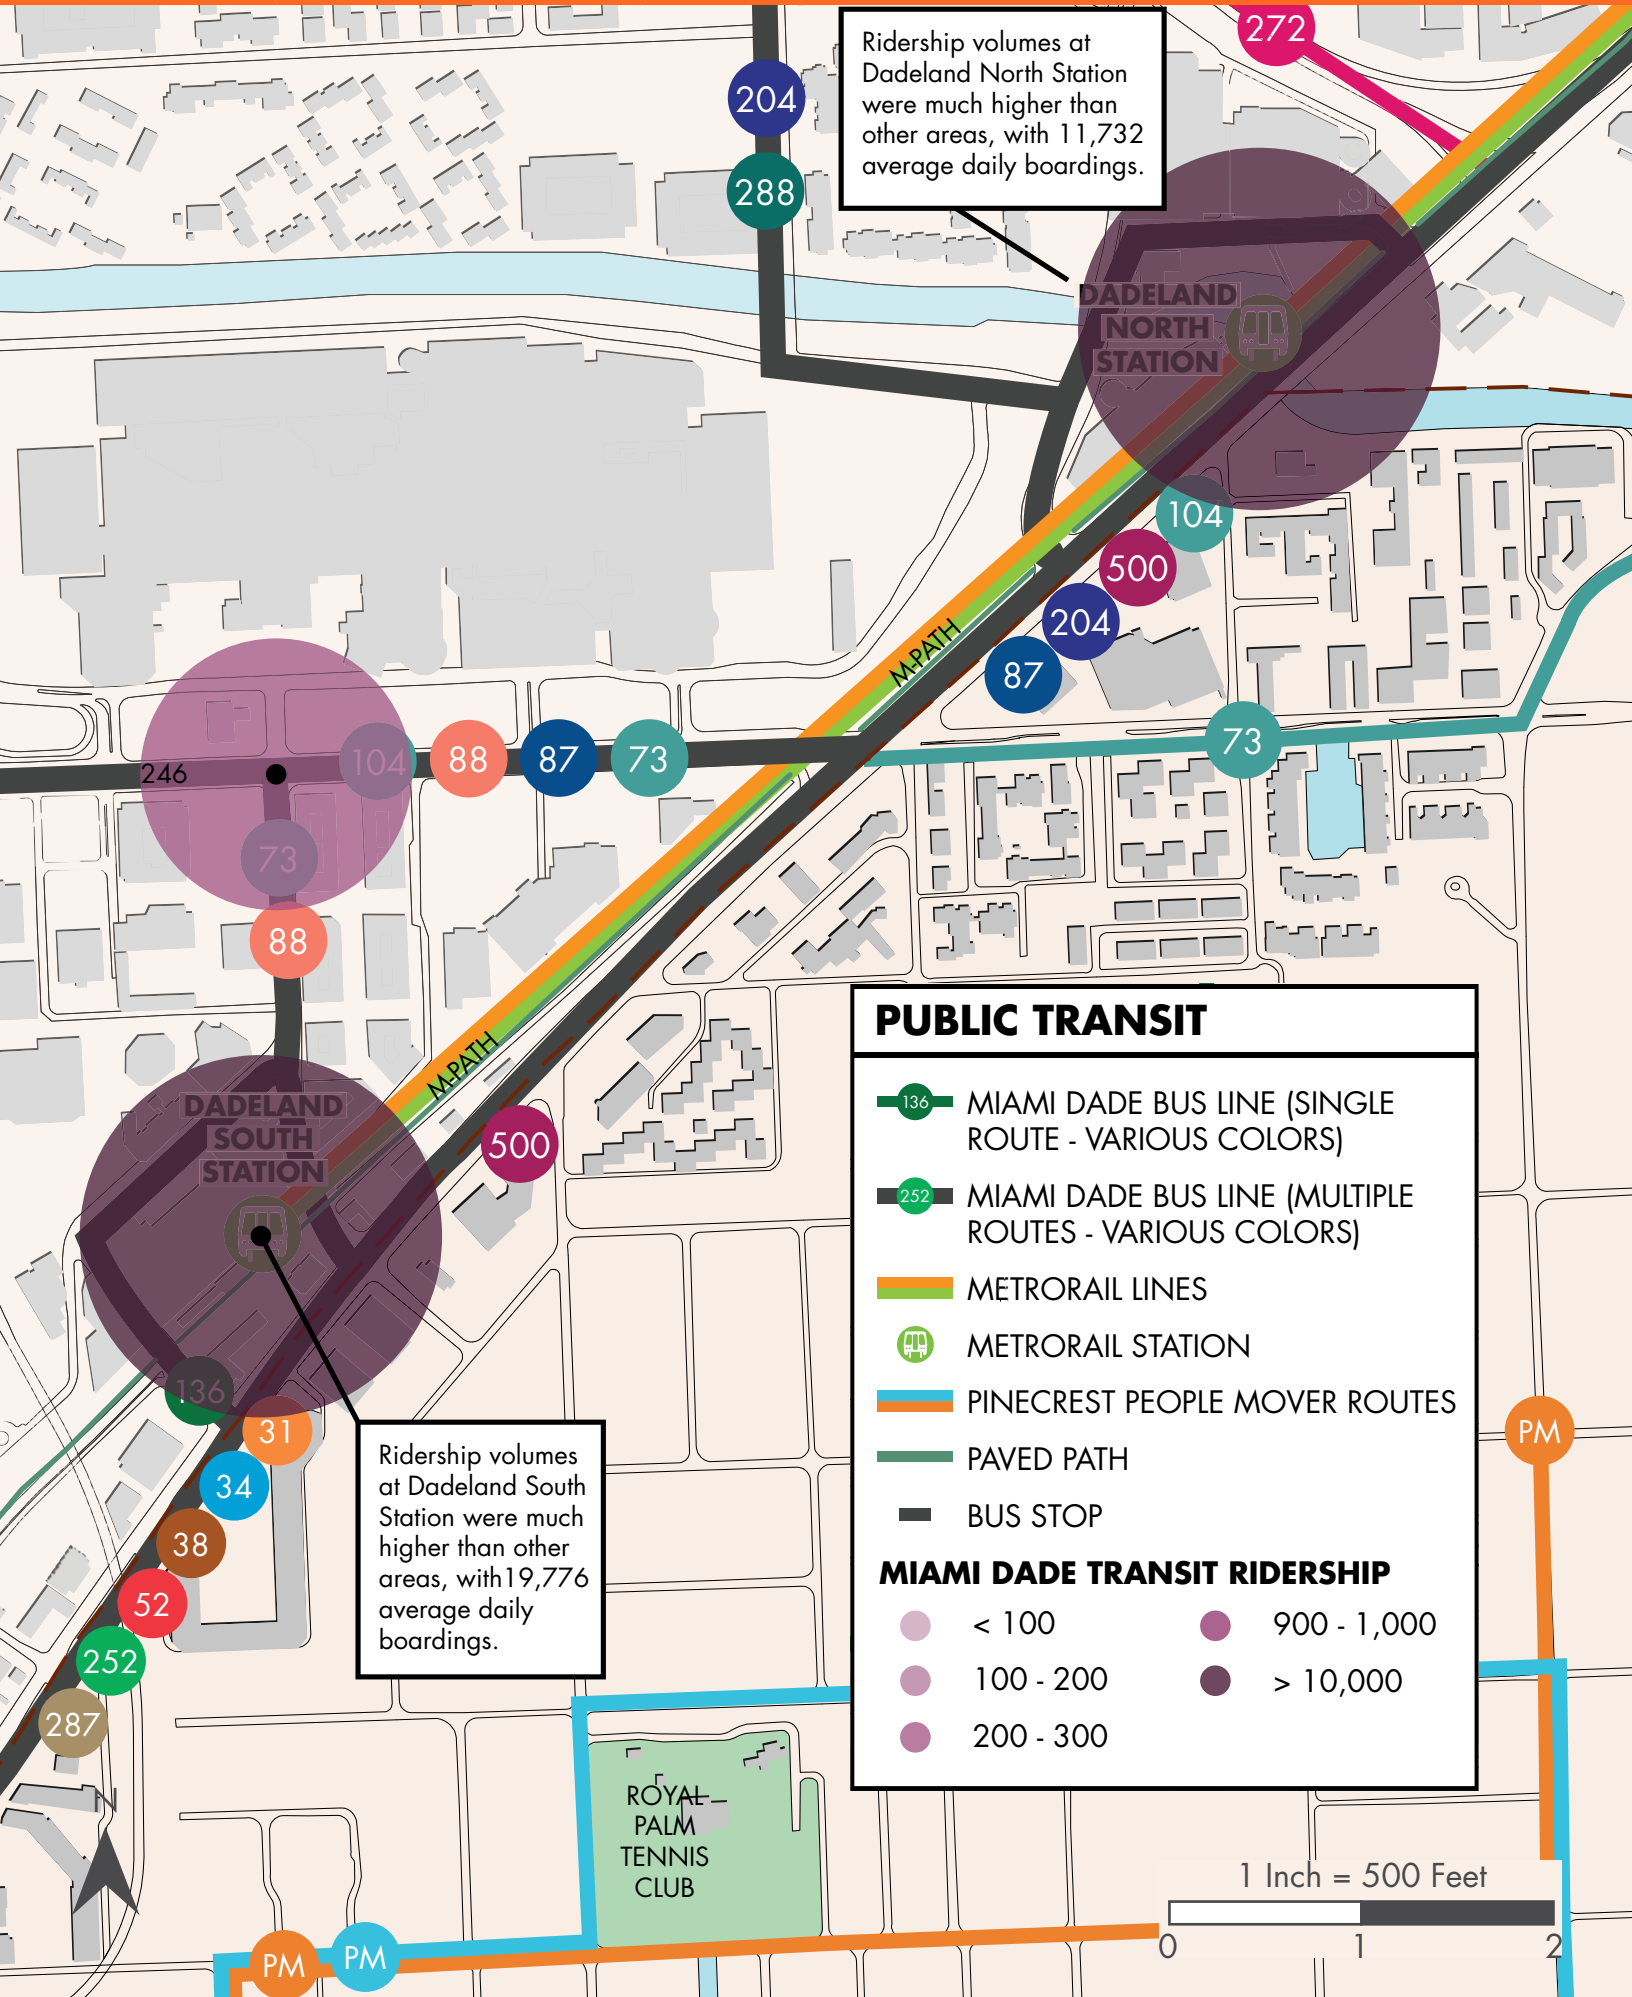 272
Ridership volumes at
Dadeland North Station
were much higher than
other areas, with 11,732
average daily boardings.
204
288
DADELAND
NORTH
STATION
104
500
204
87
M-PATH
73
246
104
88
87
73
73
88
M-PATH
DADELAND
SOUTH
STATION
500
136
31
34
38
52
252
287
Ridership volumes
at Dadeland South
Station were much
higher than other
areas, with19,776
average daily
boardings.
PUBLIC TRANSIT
136
MIAMI DADE BUS LINE (SINGLE
ROUTE - VARIOUS COLORS)
252
MIAMI DADE BUS LINE (MULTIPLE
ROUTES - VARIOUS COLORS)
METRORAIL LINES
METRORAIL STATION
PINECREST PEOPLE MOVER ROUTES
PAVED PATH
BUS STOP
MIAMI DADE TRANSIT RIDERSHIP
< 100
900 - 1,000
100 - 200
> 10,000
200 - 300
PM
ROYAL
PALM
TENNIS
CLUB
N
1 Inch = 500 Feet
0 1 2
PM
PM